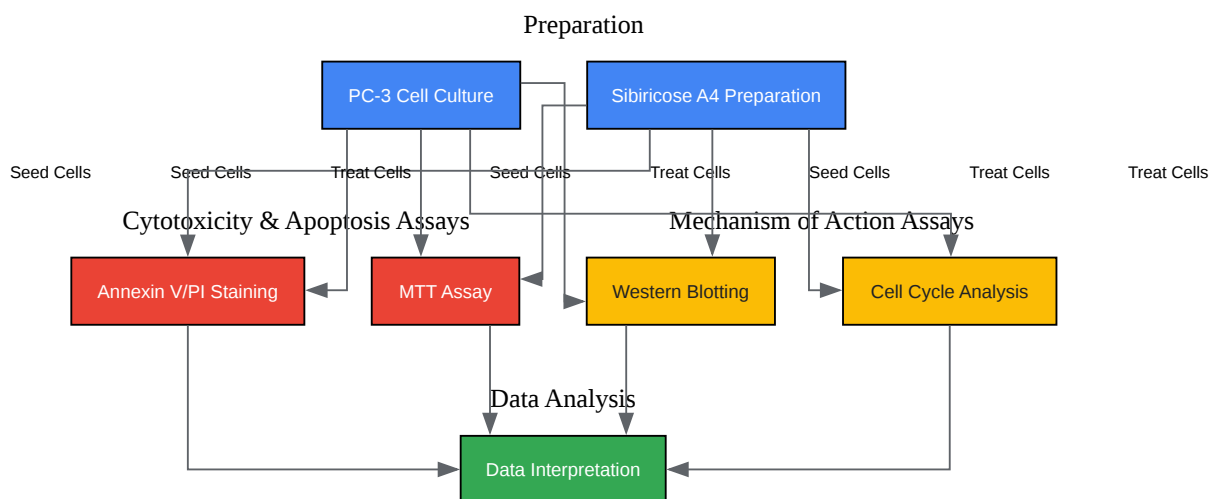 Preparation
PC-3 Cell Culture
Sibiricose A4 Preparation
Seed Cells
Seed Cells
Treat Cells
Seed Cells
Treat Cells
Seed Cells
Treat Cells
Treat Cells
Cytotoxicity & Apoptosis Assays
Mechanism of Action Assays
Annexin V/PI Staining
MTT Assay
Western Blotting
Cell Cycle Analysis
Data Analysis
Data Interpretation